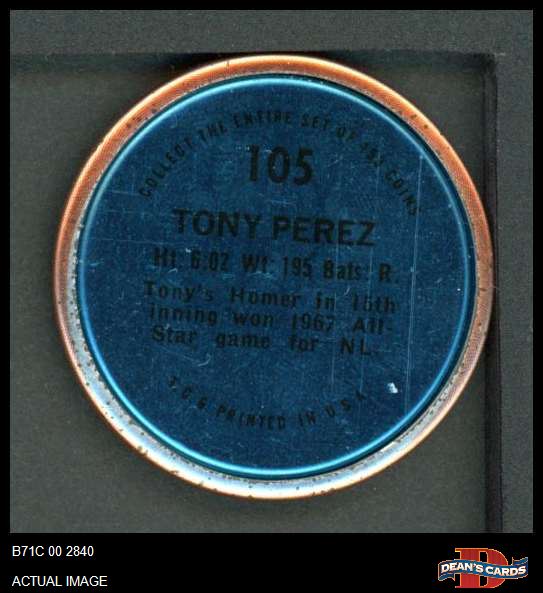 COLLECT THE ENTIRE SET OF 153 COINS
105
TONY PEREZ
Ht: 6.02 Wt: 195 Bats: R.
Tony's Homer in 15th
inning won 1967 All-
Star game for NL.
T.C.G. PRINTED IN U.S.A.
B71C 00 2840
ACTUAL IMAGE
D
DEAN'S CARDS